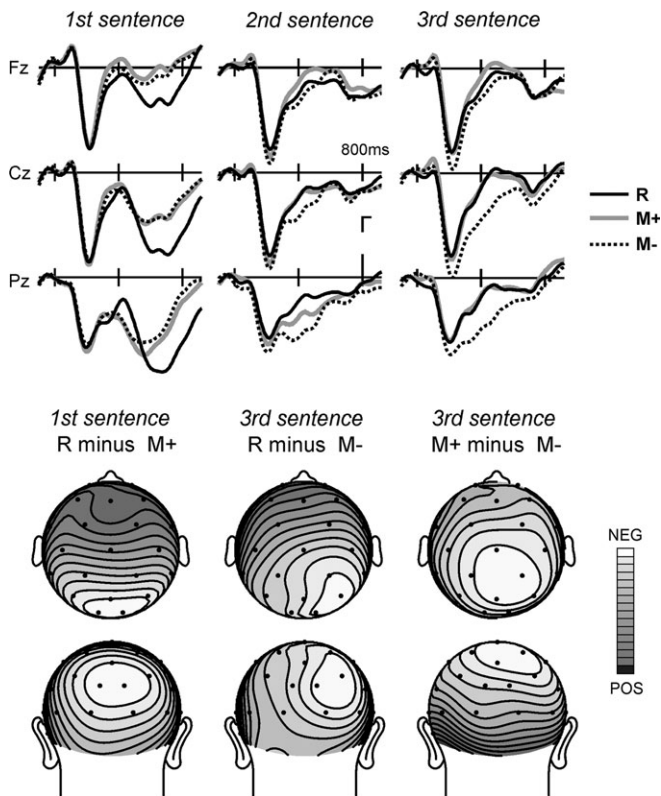 1st sentence 2nd sentence 3rd sentence
Fz
800ms
Cz
R
M+
M-
Pz
1st sentence 3rd sentence 3rd sentence
R minus M+ R minus M- M+ minus M-
NEG
POS